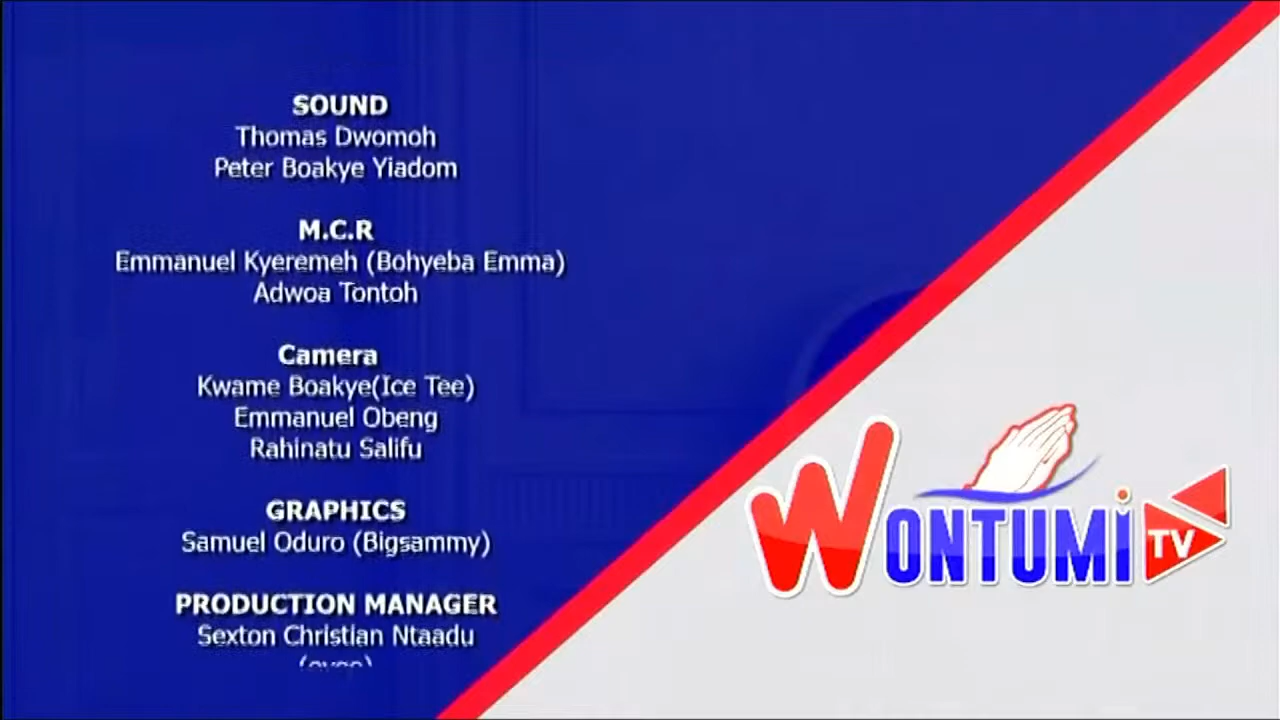 SOUND
Thomas Dwomoh
Peter Boakye Yiadom
M.C.R
Emmanuel Kyeremeh (Bohyeba Emma)
Adwoa Tontoh
Camera
Kwame Boakye(Ice Tee)
Emmanuel Obeng
Rahinatu Salifu
GRAPHICS
Samuel Oduro (Bigsammy)
PRODUCTION MANAGER
Sexton Christian Ntaadu
WONTUMI TV